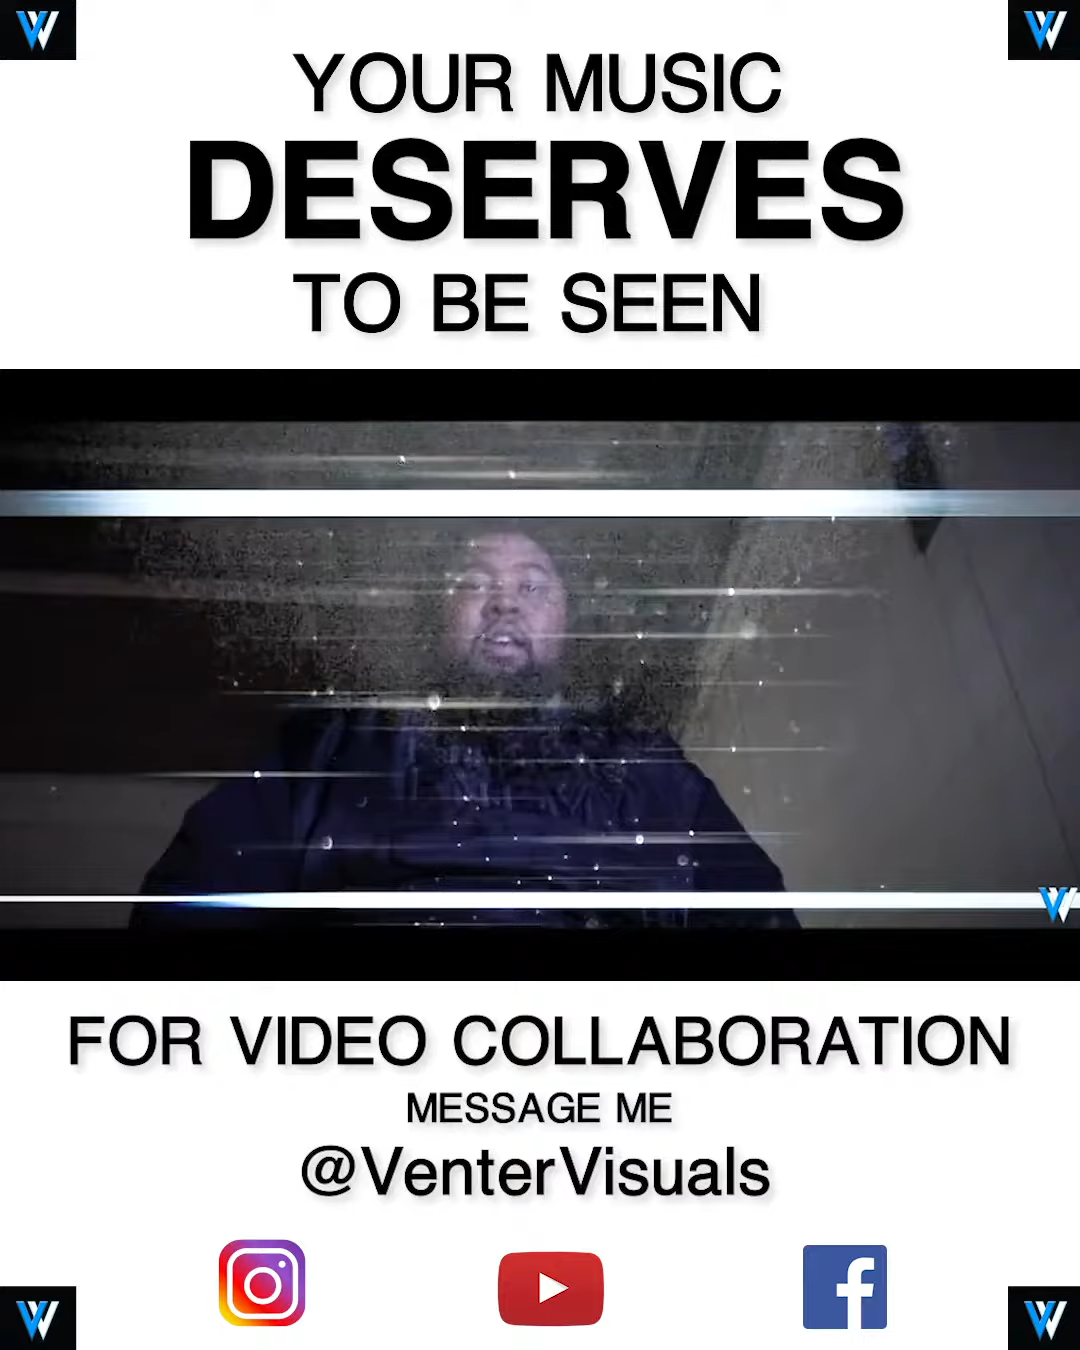 YOUR MUSIC
DESERVES
TO BE SEEN
FOR VIDEO COLLABORATION
MESSAGE ME
@VenterVisuals